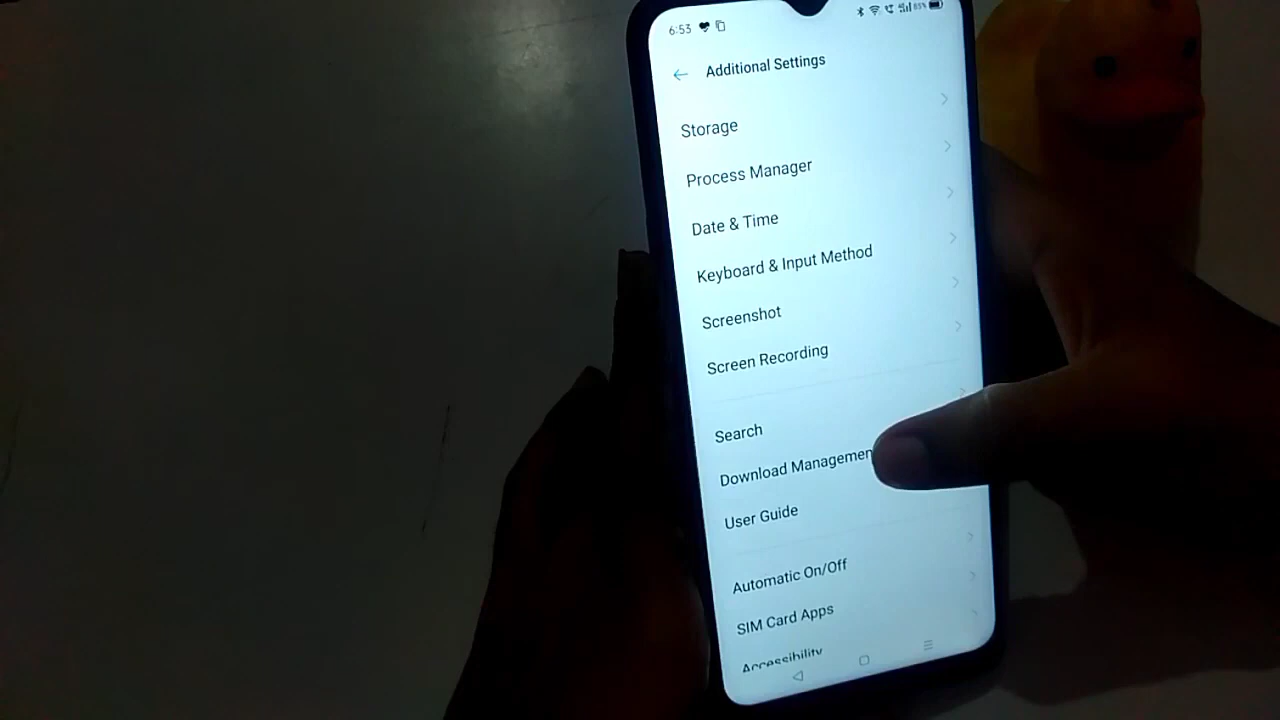 6:53
85%
Additional Settings
Storage
Process Manager
Date & Time
Keyboard & Input Method
Screenshot
Screen Recording
Search
Download Managemen
User Guide
Automatic On/Off
SIM Card Apps
Accessibility